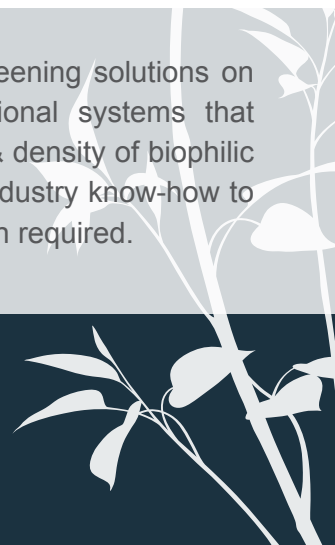 eening solutions on
ional systems that
& density of biophilic
dustry know-how to
n required.